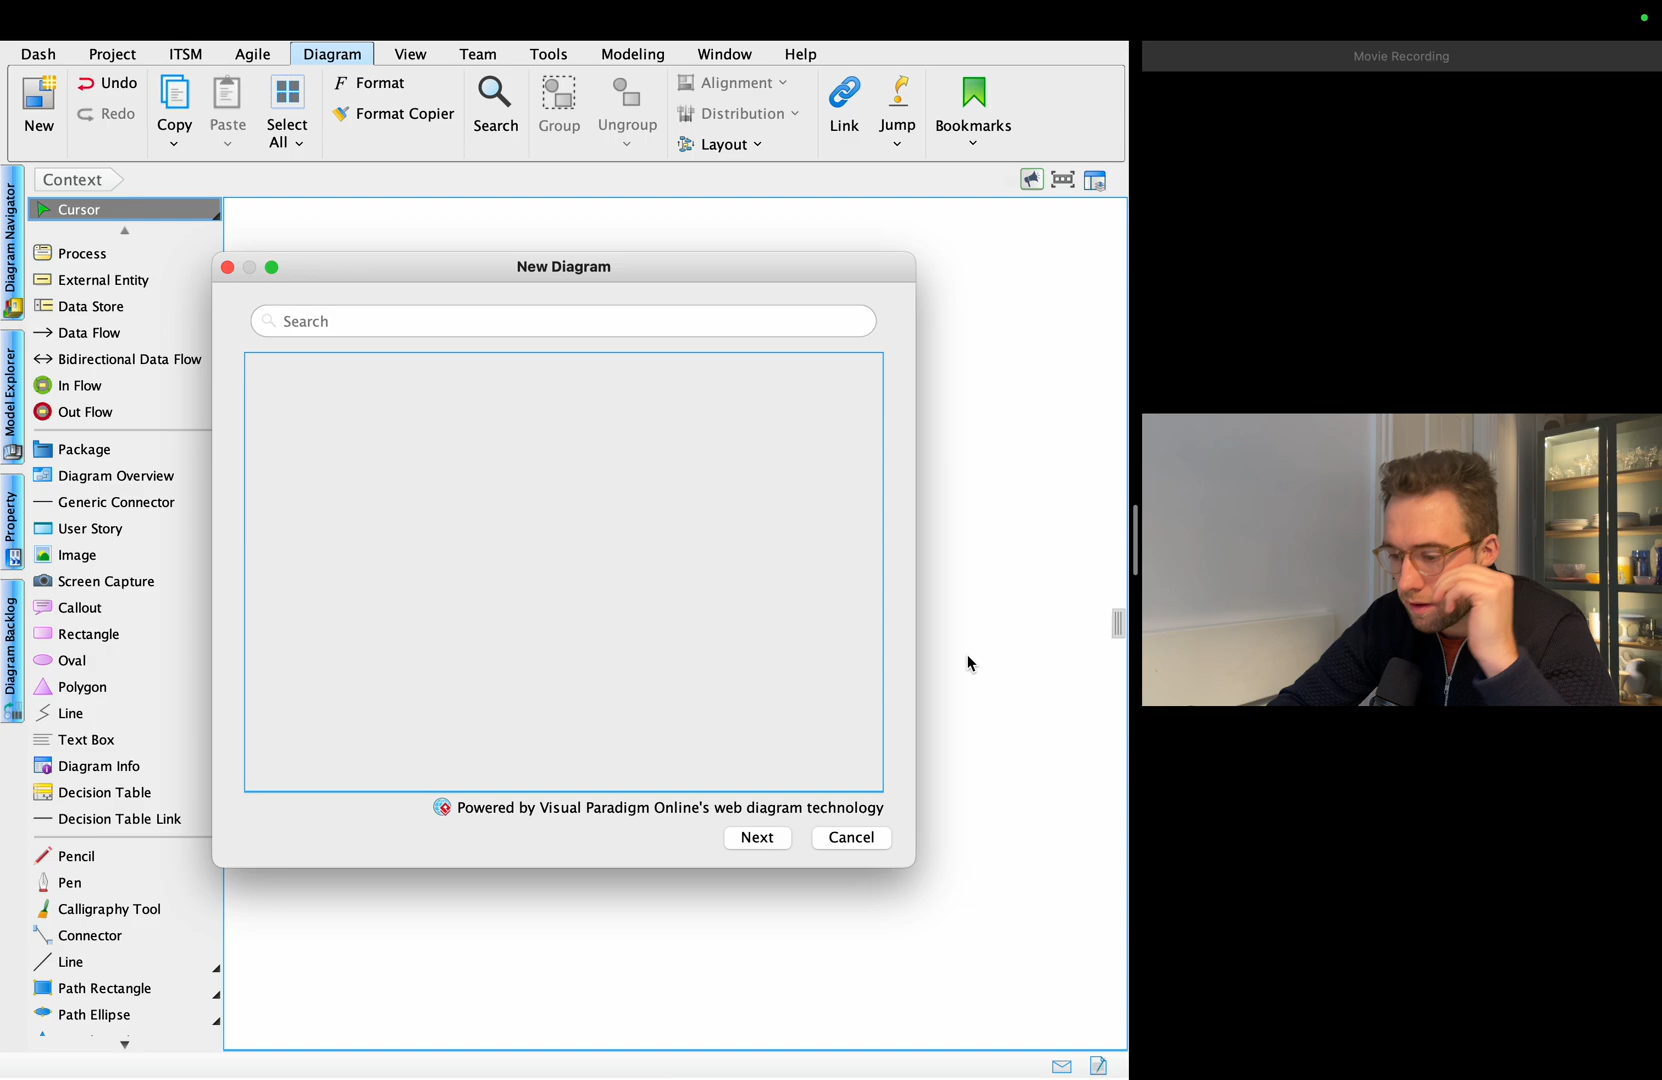 Movie Recording
Dash Project ITSM Agile Diagram View Team Tools Modeling Window Help
New
Undo
Redo
Copy
Paste
Select
All
Format
Format Copier
Search
Group
Ungroup
Alignment
Distribution
Layout
Link
Jump
Bookmarks
Context
Diagram Navigator
Model Explorer
Property
Diagram Backlog
Cursor
Process
External Entity
Data Store
Data Flow
Bidirectional Data Flow
In Flow
Out Flow
Package
Diagram Overview
Generic Connector
User Story
Image
Screen Capture
Callout
Rectangle
Oval
Polygon
Line
Text Box
Diagram Info
Decision Table
Decision Table Link
Pencil
Pen
Calligraphy Tool
Connector
Line
Path Rectangle
Path Ellipse
New Diagram
Search
Powered by Visual Paradigm Online's web diagram technology
Next
Cancel